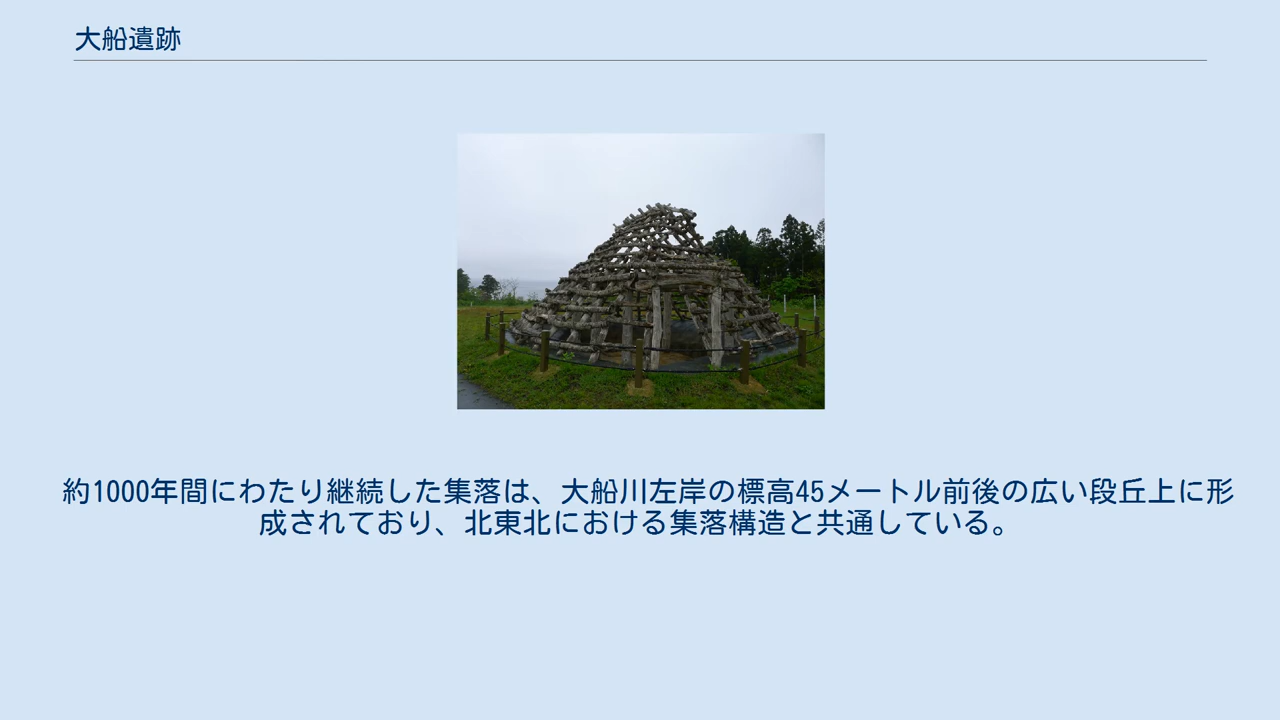 大船遺跡
約1000年間にわたり継続した集落は、大船川左岸の標高45メートル前後の広い段丘上に形
成されており、北東北における集落構造と共通している。